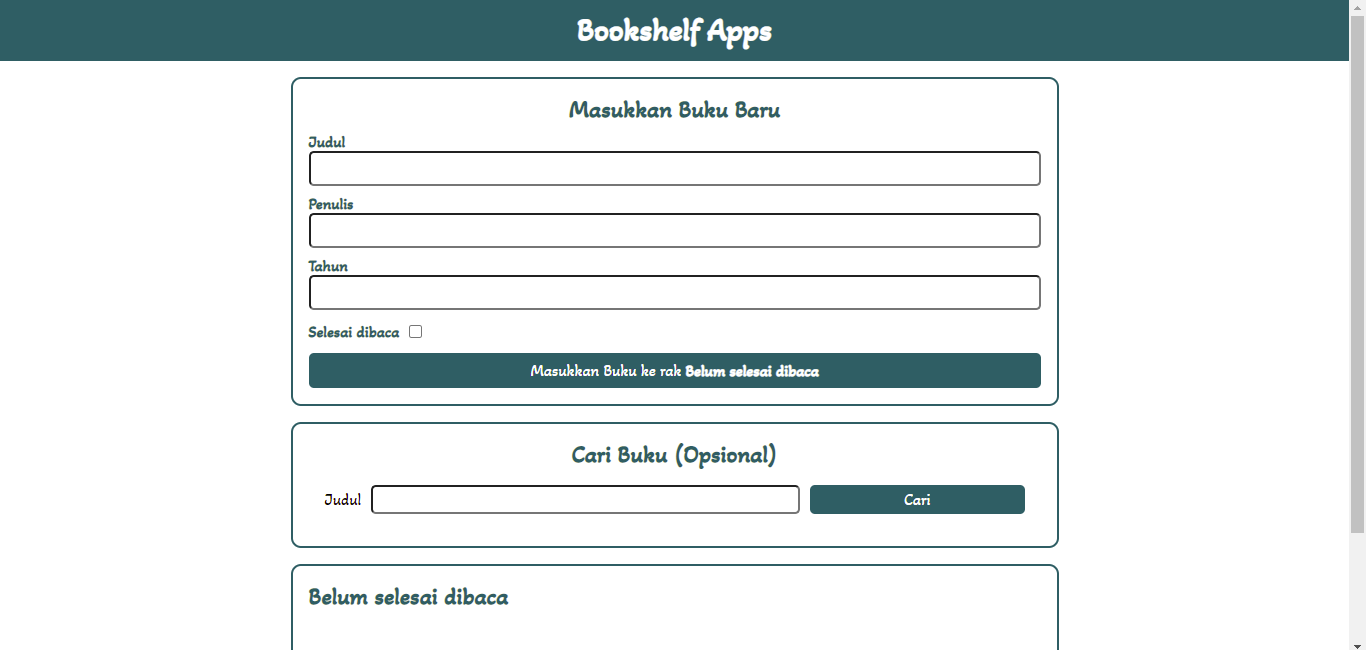 Bookshelf Apps
Masukkan Buku Baru
Judul
Penulis
Tahun
Selesai dibaca
Masukkan Buku ke rak Belum selesai dibaca
Cari Buku (Opsional)
Judul Cari
Belum selesai dibaca